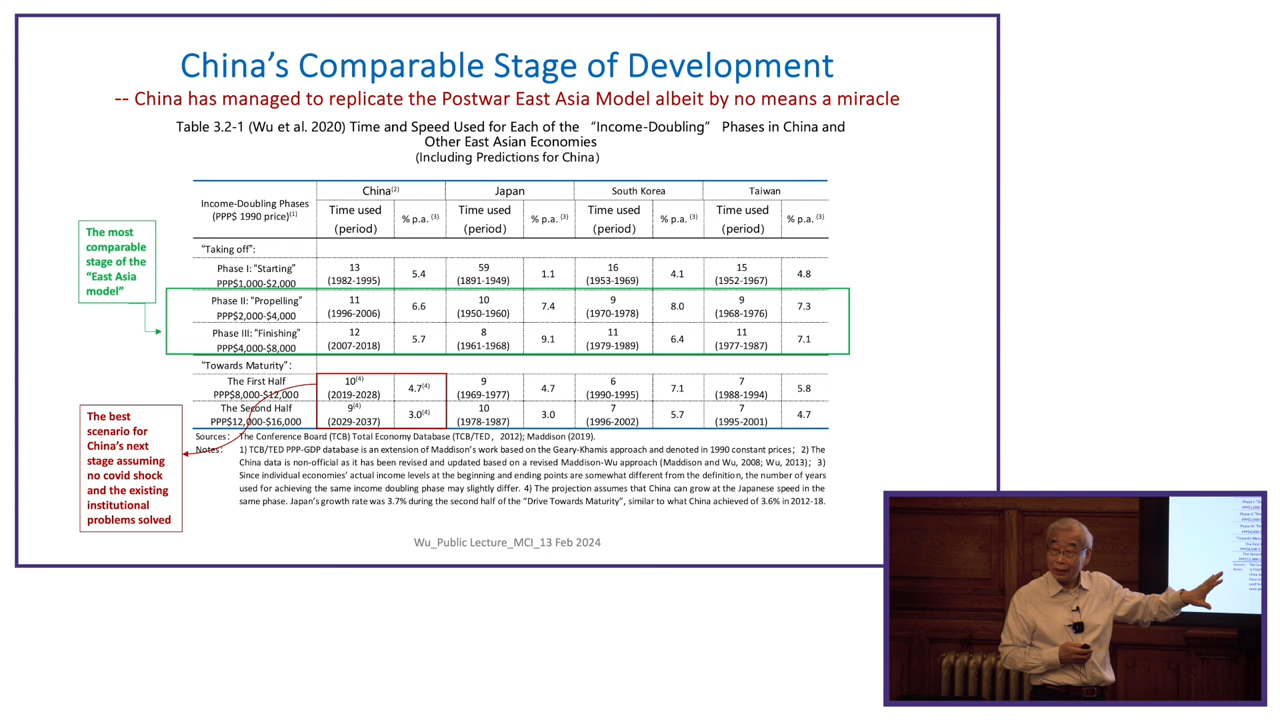 China's Comparable Stage of Development
-- China has managed to replicate the Postwar East Asia Model albeit by no means a miracle
Table 3.2-1 (Wu et al. 2020) Time and Speed Used for Each of the “Income-Doubling” Phases in China and
Other East Asian Economies
(Including Predictions for China)
Income-Doubling Phases
(PPP$ 1990 price)(1)
China(2)
Japan
South Korea
Taiwan
Time used
(period)
% p.a. (3)
Time used
(period)
% p.a. (3)
Time used
(period)
% p.a. (3)
Time used
(period)
% p.a. (3)
“Taking off”:
Phase I: “Starting”
PPP$1,000-$2,000
13
(1982-1995)
5.4
59
(1891-1949)
1.1
16
(1953-1969)
4.1
15
(1952-1967)
4.8
Phase II: “Propelling”
PPP$2,000-$4,000
11
(1996-2006)
6.6
10
(1950-1960)
7.4
9
(1970-1978)
8.0
9
(1968-1976)
7.3
Phase III: “Finishing”
PPP$4,000-$8,000
12
(2007-2018)
5.7
8
(1961-1968)
9.1
11
(1979-1989)
6.4
11
(1977-1987)
7.1
“Towards Maturity”:
The First Half
PPP$8,000-$12,000
10(4)
(2019-2028)
4.7(4)
9
(1969-1977)
4.7
6
(1990-1995)
7.1
7
(1988-1994)
5.8
The Second Half
PPP$12,000-$16,000
9(4)
(2029-2037)
3.0(4)
10
(1978-1987)
3.0
7
(1996-2002)
5.7
7
(1995-2001)
4.7
Sources: The Conference Board (TCB) Total Economy Database (TCB/TED, 2012); Maddison (2019).
Notes: 1) TCB/TED PPP-GDP database is an extension of Maddison's work based on the Geary-Khamis approach and denoted in 1990 constant prices; 2) The
China data is non-official as it has been revised and updated based on a revised Maddison-Wu approach (Maddison and Wu, 2008; Wu, 2013); 3)
Since individual economies' actual income levels at the beginning and ending points are somewhat different from the definition, the number of years
used for achieving the same income doubling phase may slightly differ. 4) The projection assumes that China can grow at the Japanese speed in the
same phase. Japan's growth rate was 3.7% during the second half of the “Drive Towards Maturity”, similar to what China achieved of 3.6% in 2012-18.
The most
comparable
stage of the
“East Asia
model”
The best
scenario for
China's next
stage assuming
no covid shock
and the existing
institutional
problems solved
Wu_Public Lecture_MCI_13 Feb 2024